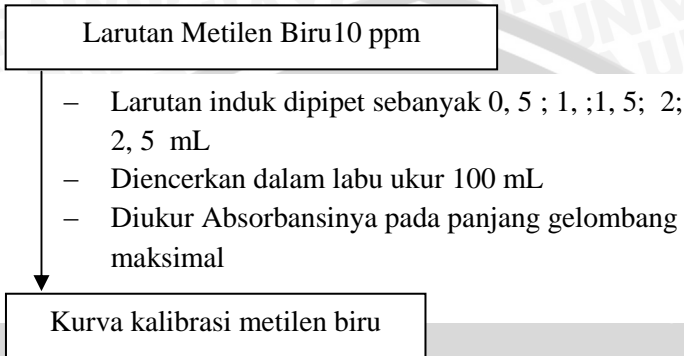 Larutan Metilen Biru10 ppm
– Larutan induk dipipet sebanyak 0, 5 ; 1, ;1, 5; 2;
2, 5 mL
– Diencerkan dalam labu ukur 100 mL
– Diukur Absorbansinya pada panjang gelombang
maksimal
Kurva kalibrasi metilen biru